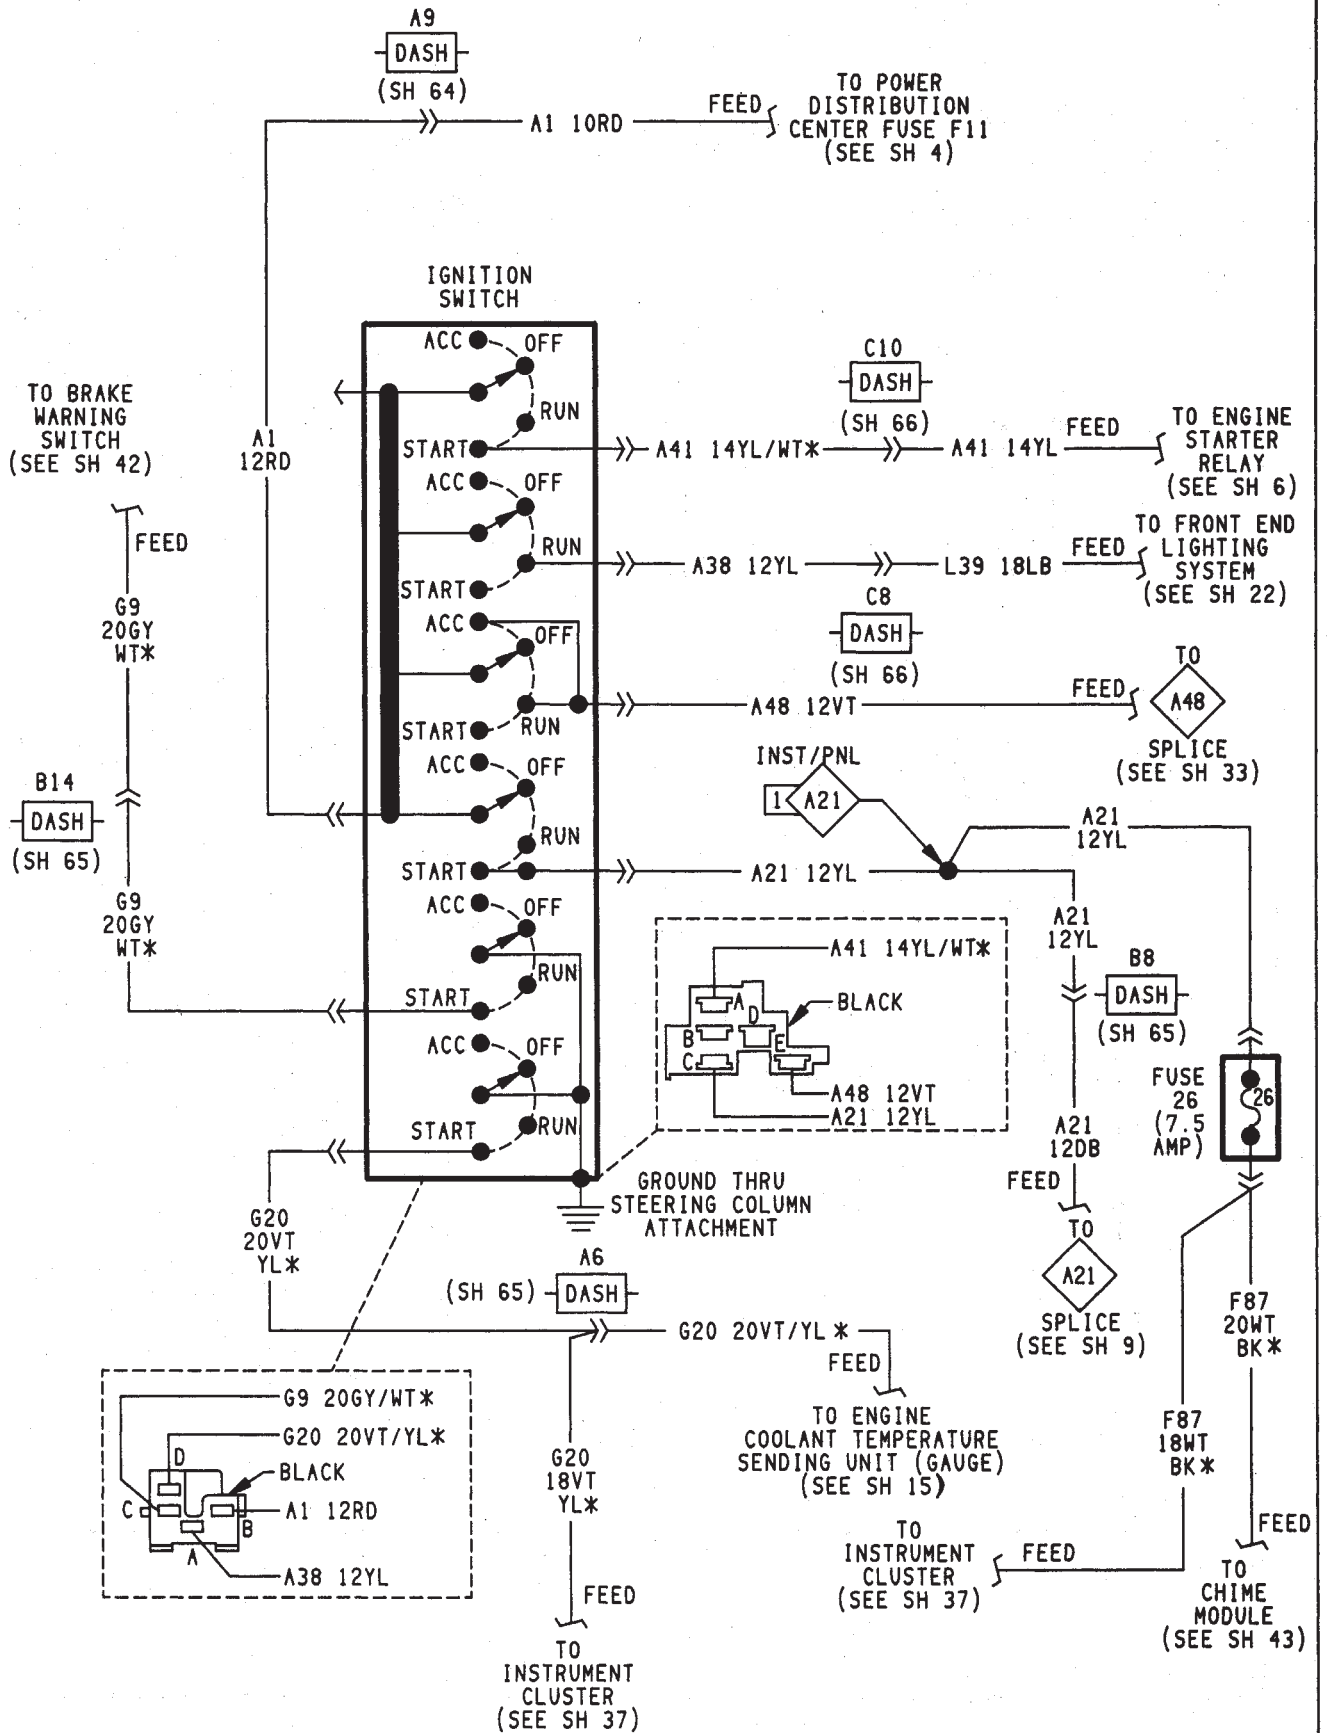 A9
DASH
(SH 64)
A1 10RD
FEED
TO POWER
DISTRIBUTION
CENTER FUSE F11
(SEE SH 4)
IGNITION
SWITCH
A1
12RD
TO BRAKE
WARNING
SWITCH
(SEE SH 42)
FEED
G9
20GY
WT*
B14
DASH
(SH 65)
G9
20GY
WT*
ACC
OFF
RUN
START
ACC
OFF
RUN
START
ACC
OFF
RUN
START
ACC
OFF
RUN
START
ACC
OFF
RUN
START
ACC
OFF
RUN
START
C10
DASH
(SH 66)
A41 14YL/WT*
A41 14YL
FEED
TO ENGINE
STARTER
RELAY
(SEE SH 6)
A38 12YL
L39 18LB
FEED
TO FRONT END
LIGHTING
SYSTEM
(SEE SH 22)
C8
DASH
(SH 66)
A48 12VT
FEED
TO
A48
SPLICE
(SEE SH 33)
INST/PNL
1
A21
A21 12YL
A21
12YL
A21
12YL
B8
DASH
(SH 65)
A21
12DB
FEED
TO
A21
SPLICE
(SEE SH 9)
FUSE
26
(7.5
AMP)
26
A41 14YL/WT*
A
BLACK
D
B
E
C
A48 12VT
A21 12YL
GROUND THRU
STEERING COLUMN
ATTACHMENT
G20
20VT
YL*
A6
(SH 65)
DASH
G20 20VT/YL *
FEED
TO ENGINE
COOLANT TEMPERATURE
SENDING UNIT (GAUGE)
(SEE SH 15)
G20
18VT
YL*
FEED
TO
INSTRUMENT
CLUSTER
(SEE SH 37)
F87
18WT
BK*
FEED
TO
INSTRUMENT
CLUSTER
(SEE SH 37)
F87
20WT
BK*
FEED
TO
CHIME
MODULE
(SEE SH 43)
G9 20GY/WT*
G20 20VT/YL*
D
BLACK
C
A1 12RD
B
A
A38 12YL